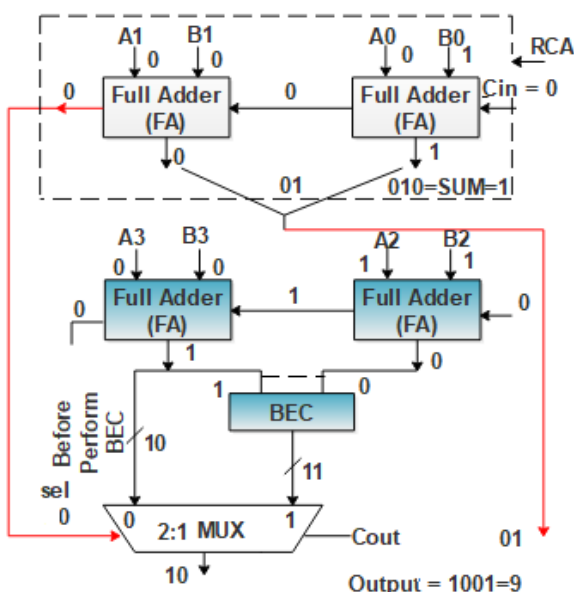 A1 B1 A0 B0 RCA
0 0 0 1
0 Full Adder (FA) 0 Full Adder (FA) Cin = 0
0 1
01 010=SUM=1
A3 B3 A2 B2
0 0 1 1
0 Full Adder (FA) 1 Full Adder (FA) 0
1 0
1 0
BEC
Before Perform BEC
10 11
sel
0
0 2:1 MUX 1
Cout 01
10
Output = 1001=9